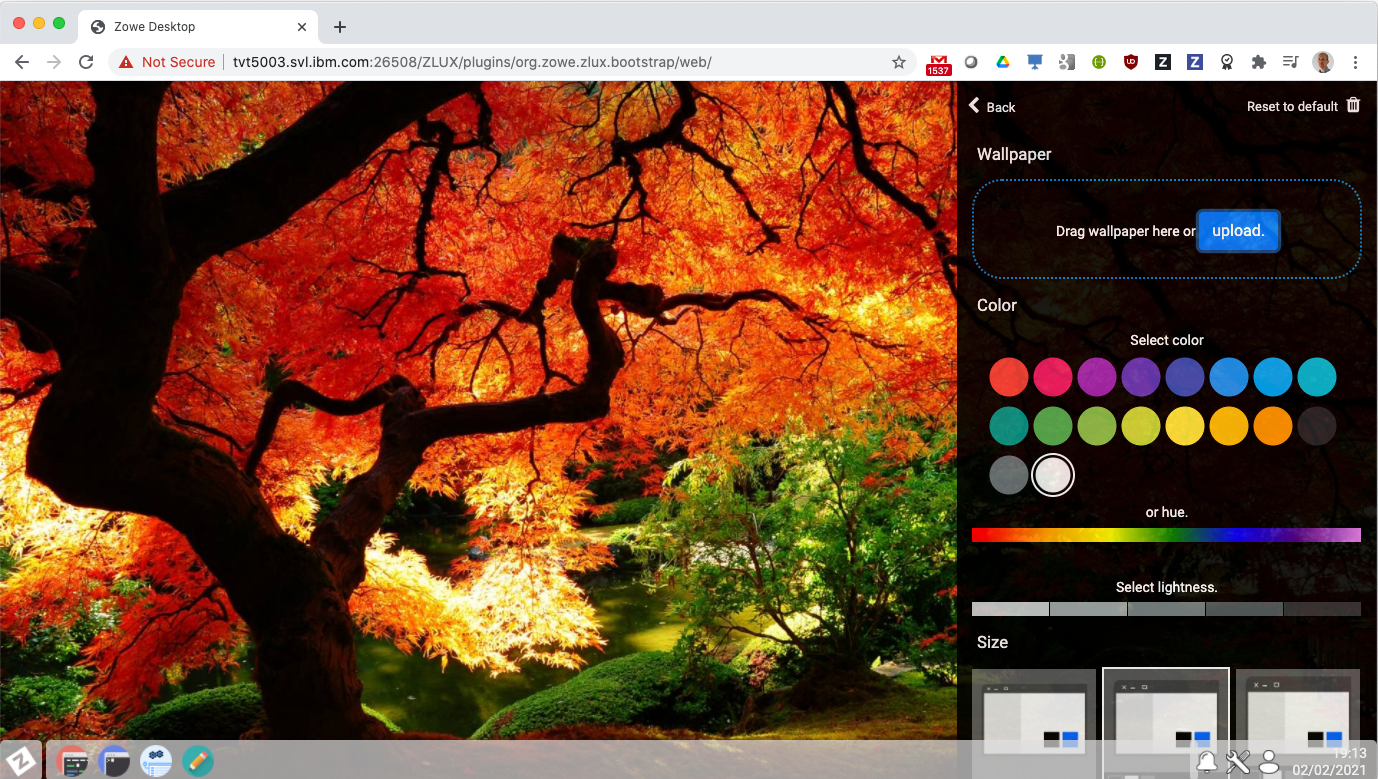 Zowe Desktop
Not Secure
tvt5003.svl.ibm.com:26508/ZLUX/plugins/org.zowe.zlux.bootstrap/web/
1537
Back
Reset to default
Wallpaper
Drag wallpaper here or upload.
Color
Select color
or hue.
Select lightness.
Size
19:13
02/02/2021